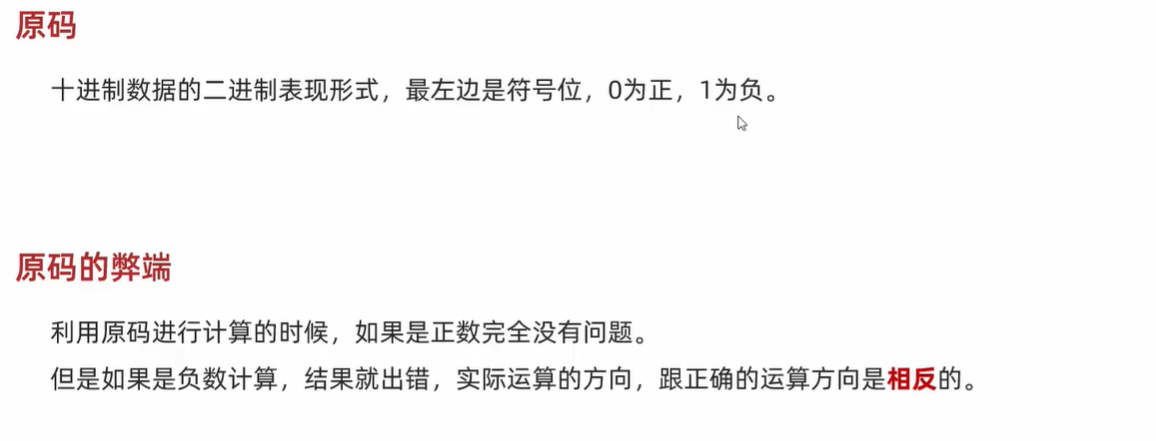 原码
十进制数据的二进制表现形式，最左边是符号位，0为正，1为负。
原码的弊端
利用原码进行计算的时候，如果是正数完全没有问题。
但是如果是负数计算，结果就出错，实际运算的方向，跟正确的运算方向是相反的。